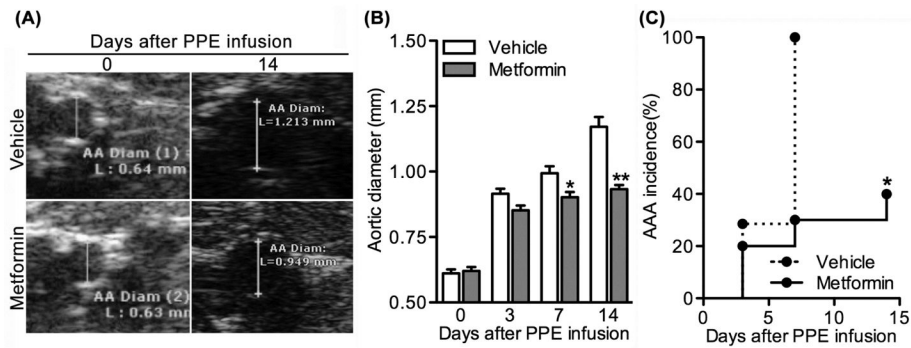 (A)
Days after PPE infusion
0 14
Vehicle
AA Diam (1) =
L : 0.64 mm
AA Diam:
L=1.213 mm
Metformin
AA Diam (2)
L : 0.63 mm
AA Diam:
L=0.949 mm
(B)
Aortic diameter (mm)
1.50
1.25
1.00
0.75
0.50
Vehicle
Metformin
* **
0 3 7 14
Days after PPE infusion
(C)
AAA incidence(%)
100
80
60
40
20
0
*
Vehicle
Metformin
0 5 10 15
Days after PPE infusion